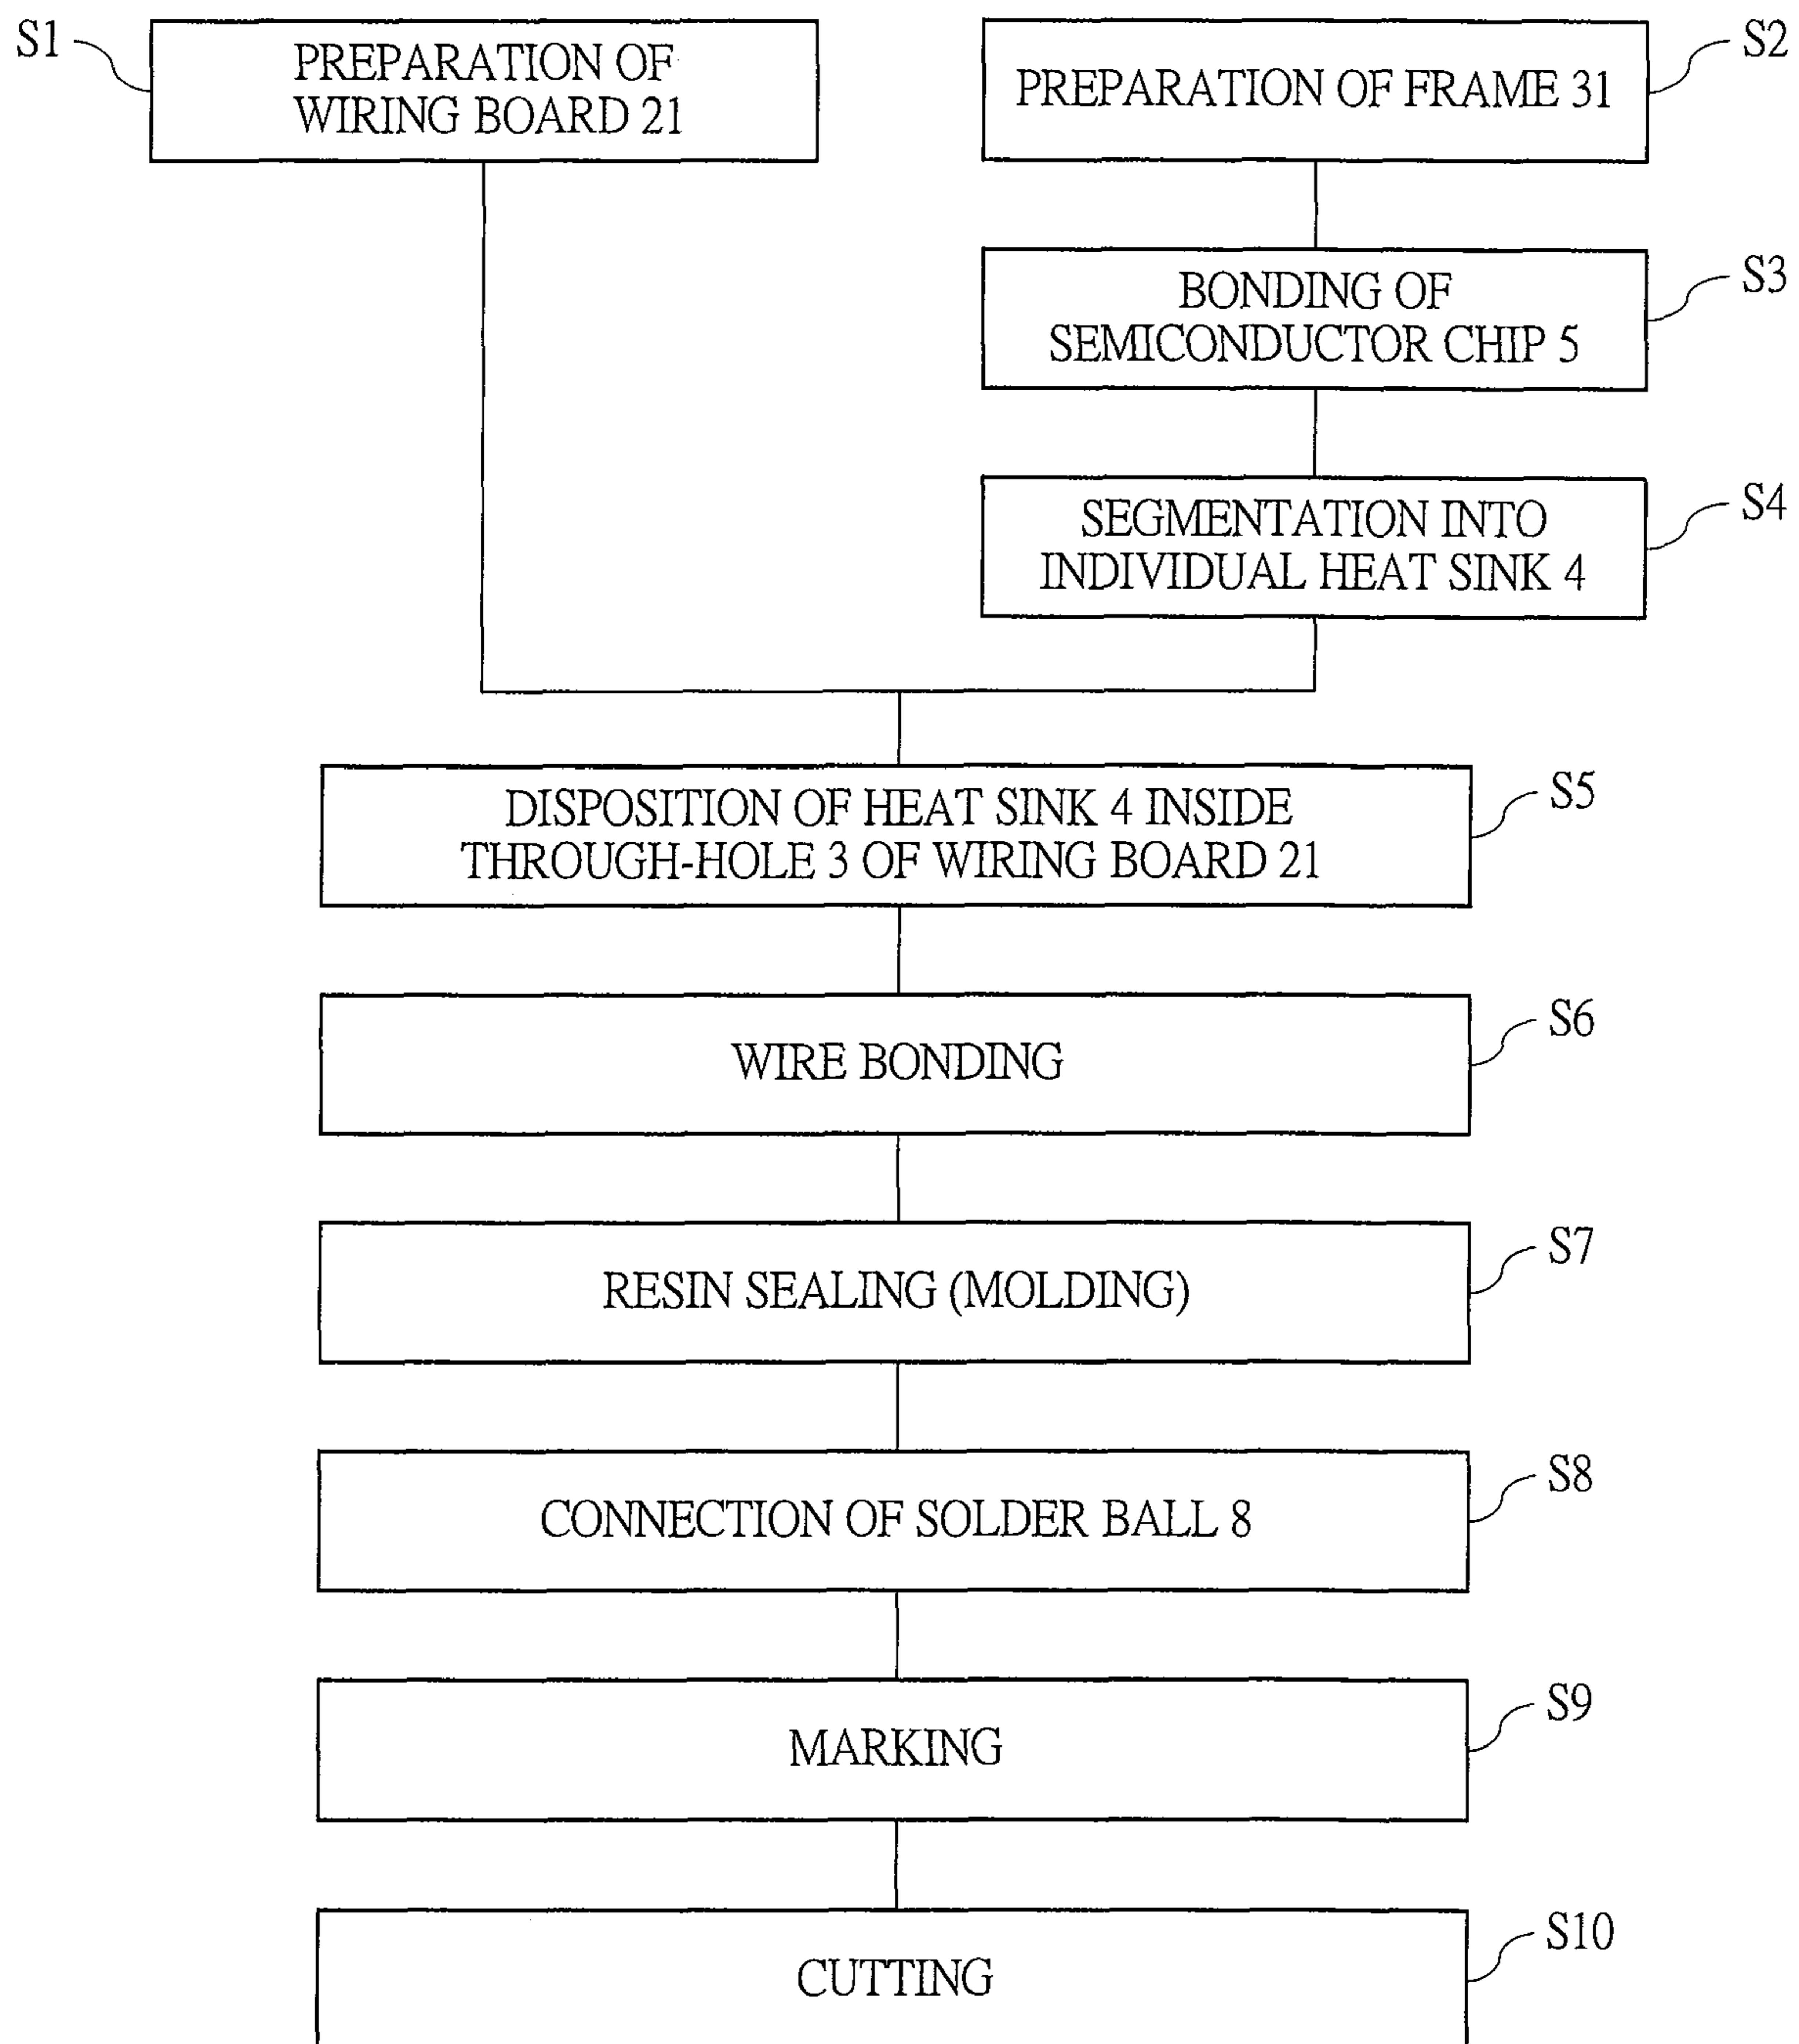 S1
PREPARATION OF
WIRING BOARD 21
PREPARATION OF FRAME 31
S2
BONDING OF
SEMICONDUCTOR CHIP 5
S3
SEGMENTATION INTO
INDIVIDUAL HEAT SINK 4
S4
DISPOSITION OF HEAT SINK 4 INSIDE
THROUGH-HOLE 3 OF WIRING BOARD 21
S5
WIRE BONDING
S6
RESIN SEALING (MOLDING)
S7
CONNECTION OF SOLDER BALL 8
S8
MARKING
S9
CUTTING
S10